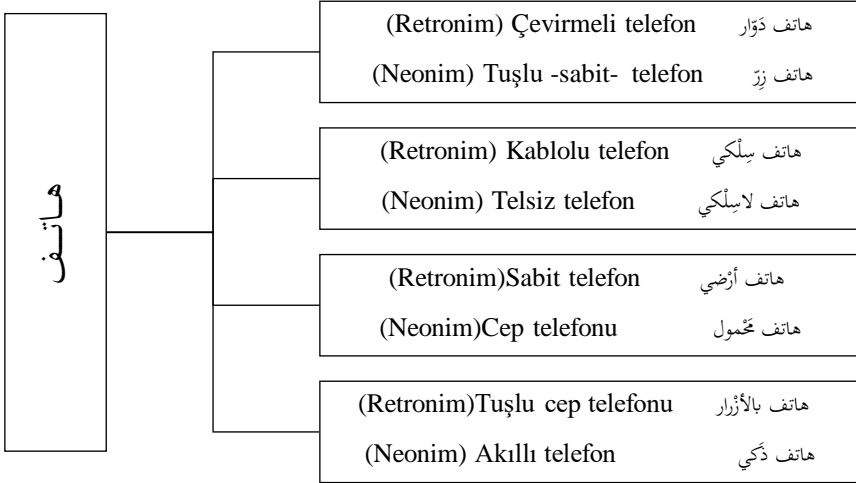 هاتف
(Retronim) Çevirmeli telefon هاتف دَوّار
(Neonim) Tuşlu -sabit- telefon هاتف زِرّ
(Retronim) Kablolu telefon هاتف سِلْكي
(Neonim) Telsiz telefon هاتف لاسِلْكي
(Retronim)Sabit telefon هاتف أرْضي
(Neonim)Cep telefonu هاتف مَحْمول
(Retronim)Tuşlu cep telefonu هاتف بالأزْرار
(Neonim) Akıllı telefon هاتف ذَكي